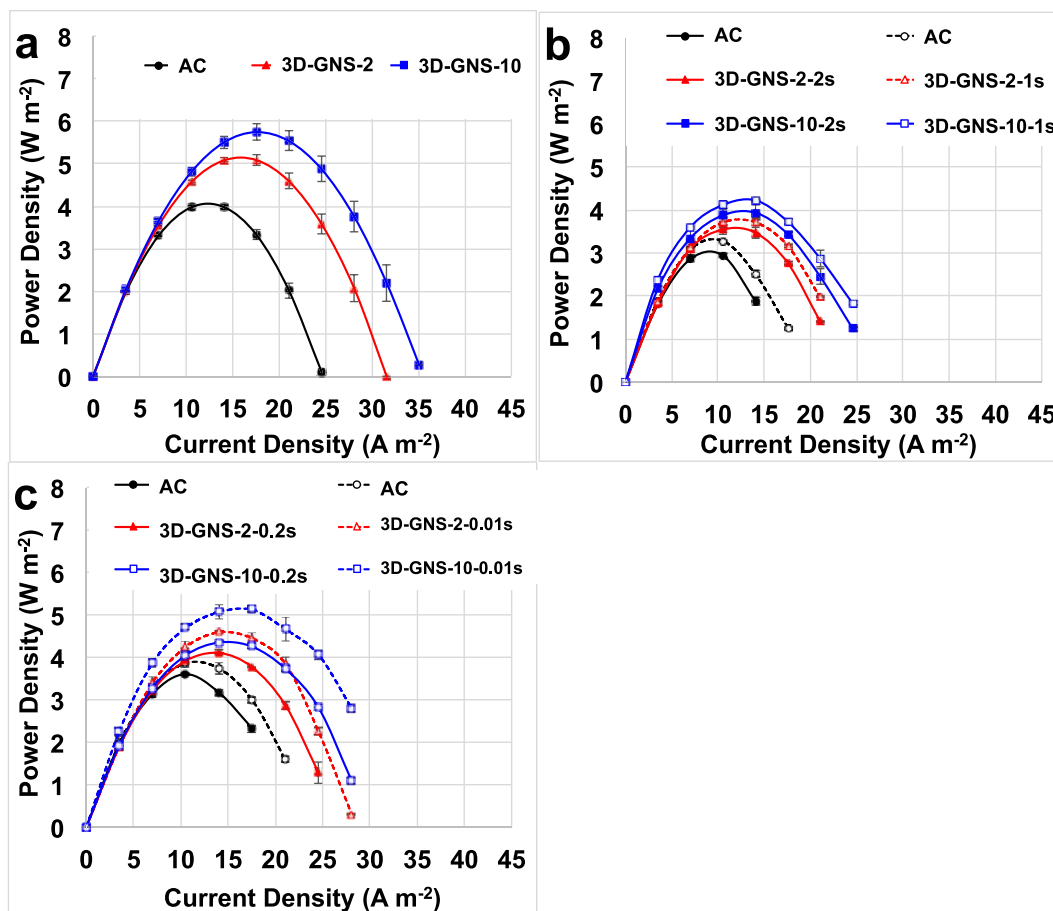 a
AC 3D-GNS-2 3D-GNS-10
8
7
6
5
4
3
2
1
0
Power Density (W m-2)
0 5 10 15 20 25 30 35 40 45
Current Density (A m-2)
b
AC AC
3D-GNS-2-2s 3D-GNS-2-1s
3D-GNS-10-2s 3D-GNS-10-1s
8
7
6
5
4
3
2
1
0
Power Density (W m-2)
0 5 10 15 20 25 30 35 40 45
Current Density (A m-2)
c
AC AC
3D-GNS-2-0.2s 3D-GNS-2-0.01s
3D-GNS-10-0.2s 3D-GNS-10-0.01s
8
7
6
5
4
3
2
1
0
Power Density (W m-2)
0 5 10 15 20 25 30 35 40 45
Current Density (A m-2)